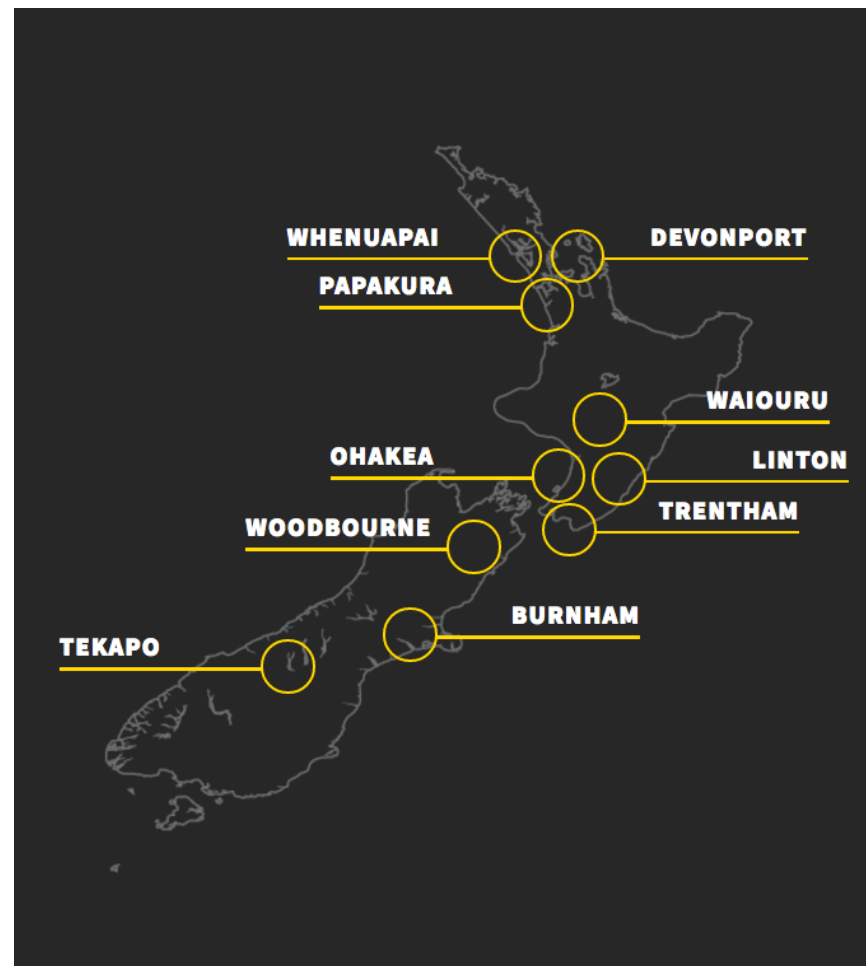 WHENUAPAI
DEVONPORT
PAPAKURA
WAIOURU
OHAKEA
LINTON
TRENTHAM
WOODBOURNE
BURNHAM
TEKAPO